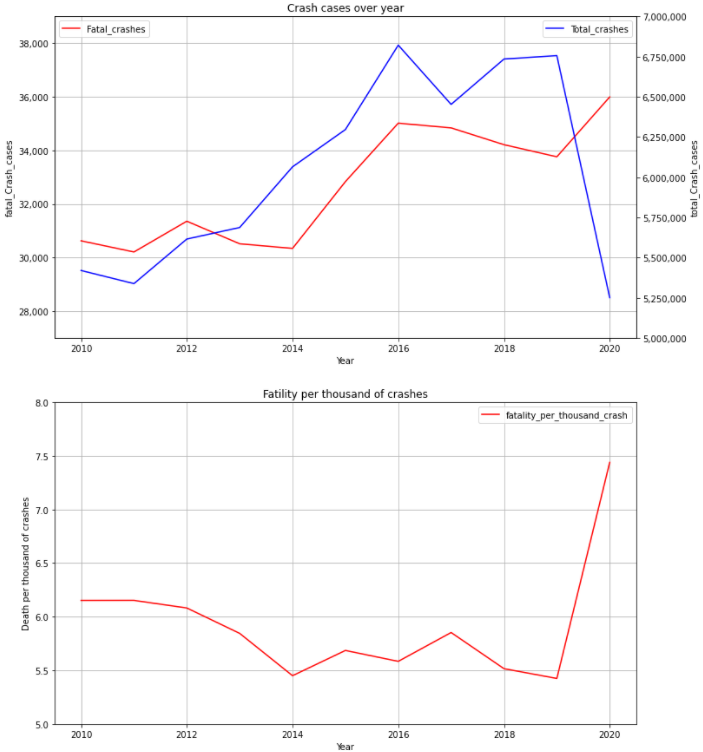 Crash cases over year
Fatal_crashes
Total_crashes
fatal_Crash_cases
38,000
36,000
34,000
32,000
30,000
28,000
7,000,000
6,750,000
6,500,000
6,250,000
6,000,000
5,750,000
5,500,000
5,250,000
5,000,000
total_Crash_cases
2010 2012 2014 2016 2018 2020
Year
Fatility per thousand of crashes
fatality_per_thousand_crash
Death per thousand of crashes
8.0
7.5
7.0
6.5
6.0
5.5
5.0
2010 2012 2014 2016 2018 2020
Year